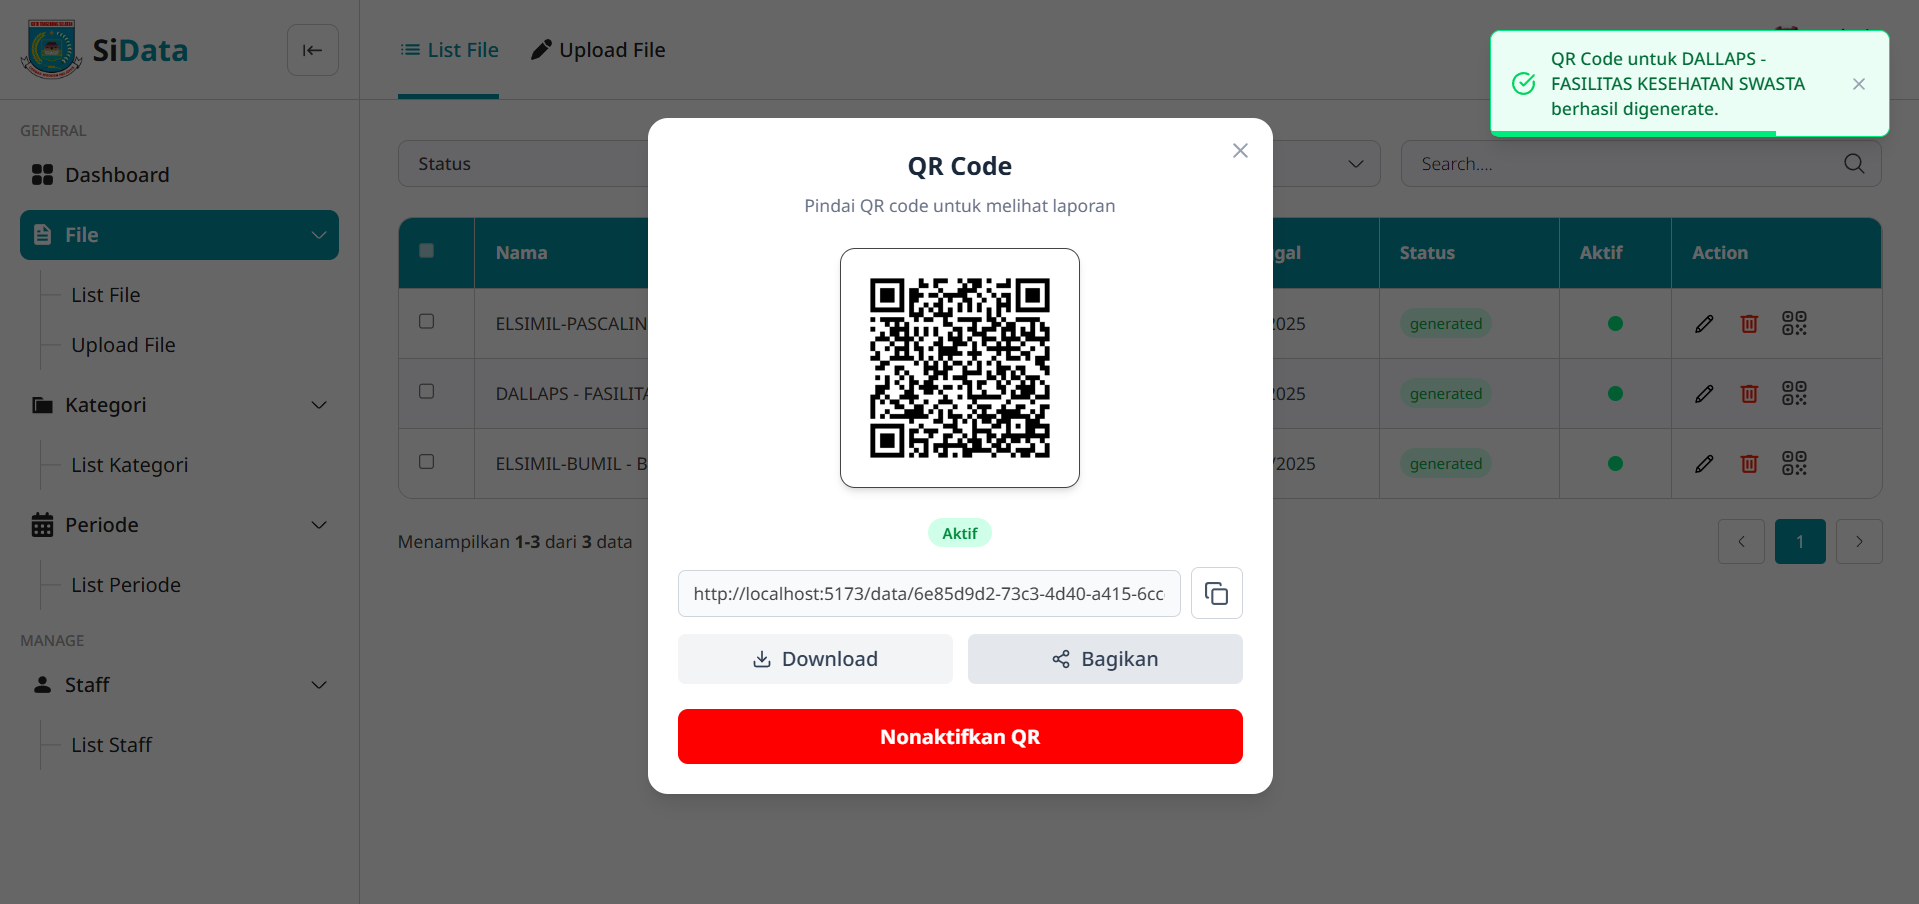 SiData
List File
Upload File
QR Code untuk DALLAPS -
FASILITAS KESEHATAN SWASTA
berhasil digenerate.
GENERAL
Dashboard
File
List File
Upload File
Kategori
List Kategori
Periode
List Periode
MANAGE
Staff
List Staff
Status
Search....
Nama
ggal
Status
Aktif
Action
ELSIMIL-PASCALIN
2025
generated
DALLAPS - FASILITA
2025
generated
ELSIMIL-BUMIL - B
/2025
generated
Menampilkan 1-3 dari 3 data
1
QR Code
Pindai QR code untuk melihat laporan
Aktif
http://localhost:5173/data/6e85d9d2-73c3-4d40-a415-6cc
Download
Bagikan
Nonaktifkan QR